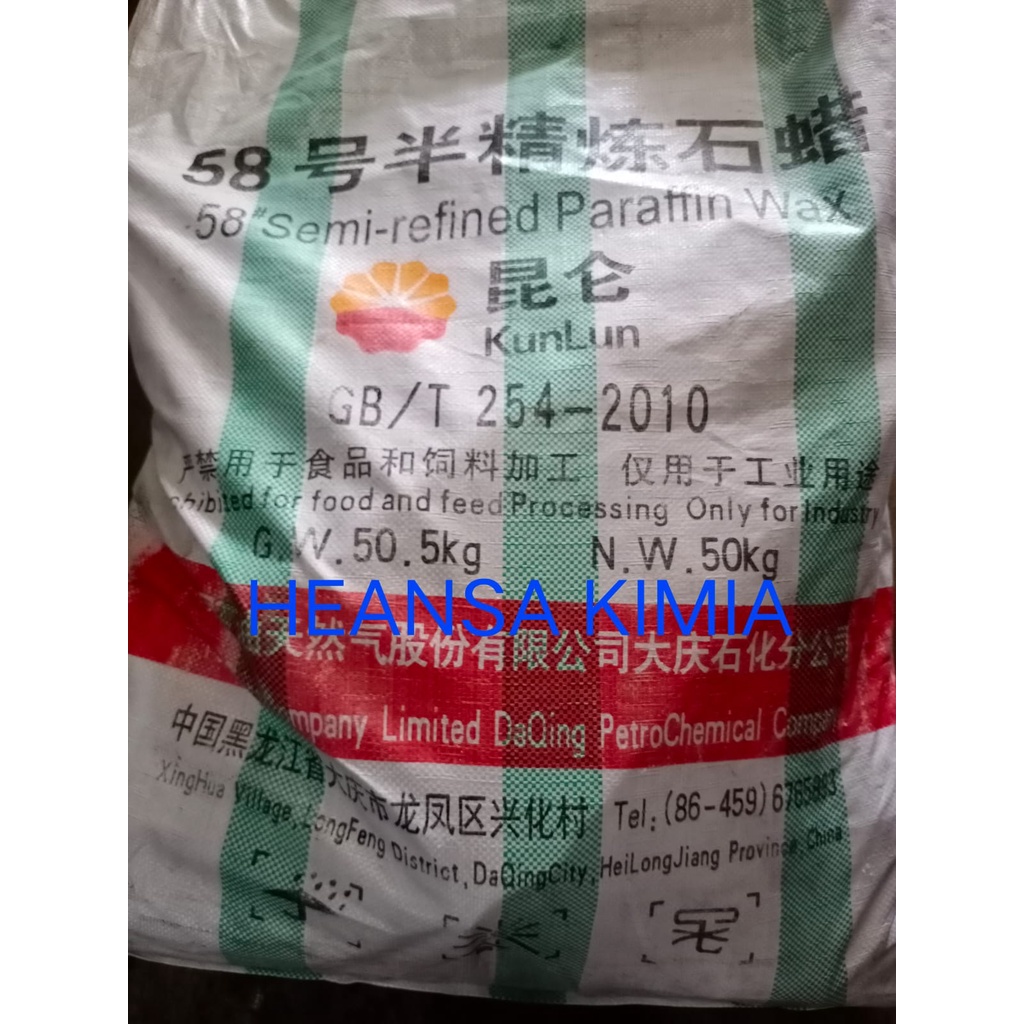 58号半精炼石蜡
58#Semi-refined Paraffin Wax
昆仑
KunLun
GB/T 254-2010
严禁用于食品和饲料加工 仅用于工业用途
for food and feed Processing Only for Industry
G.W.50.5kg N.W.50kg
HEANSA KIMIA
天然气股份有限公司大庆石化分公司
Limited DaQing PetroChemical
中国黑龙江省大庆市龙凤区兴化村 Tel:(86-459)
XingHua Village, LongFeng District, DaQingCity, HeiLongJiang Province, China